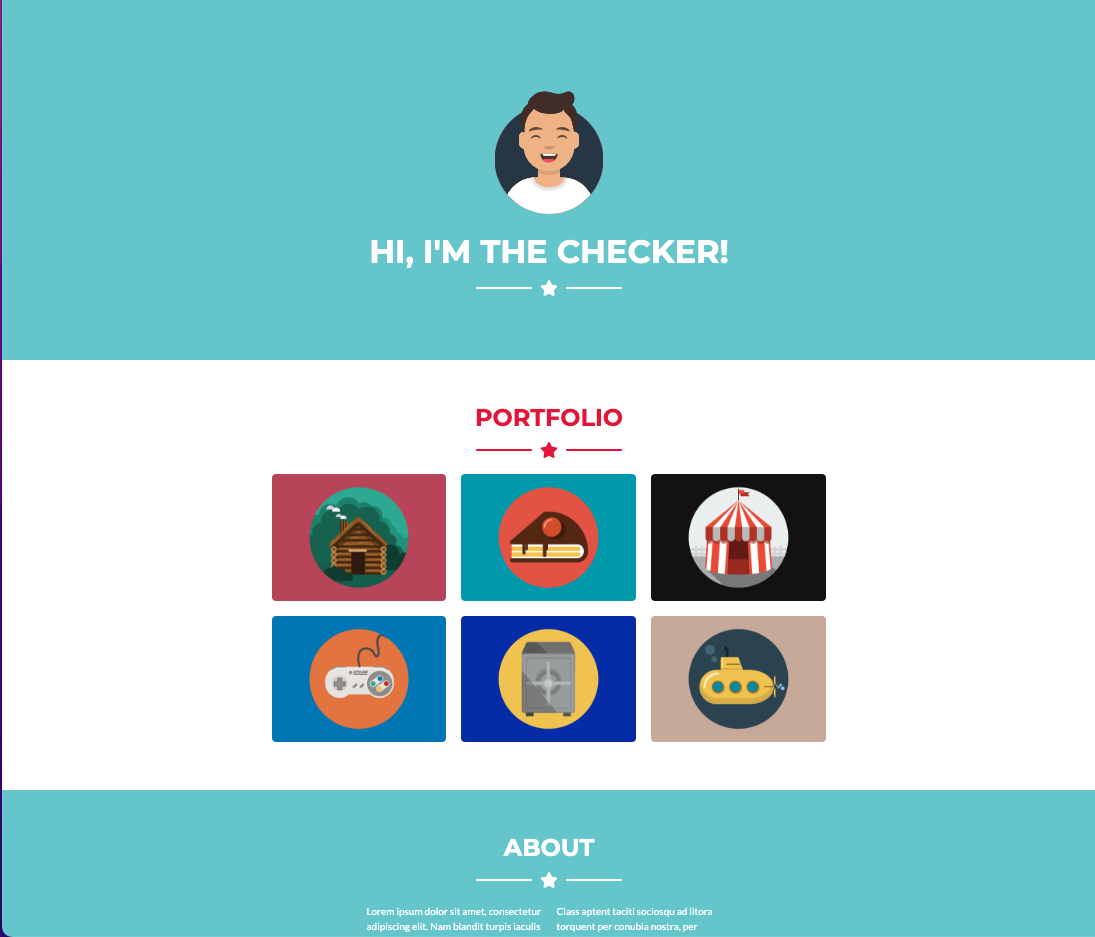 HI, I'M THE CHECKER!
PORTFOLIO
ABOUT
Lorem ipsum dolor sit amet, consectetur
adipiscing elit. Nam blandit turpis iaculis
Class aptent taciti sociosqu ad litora
torquent per conubia nostra, per